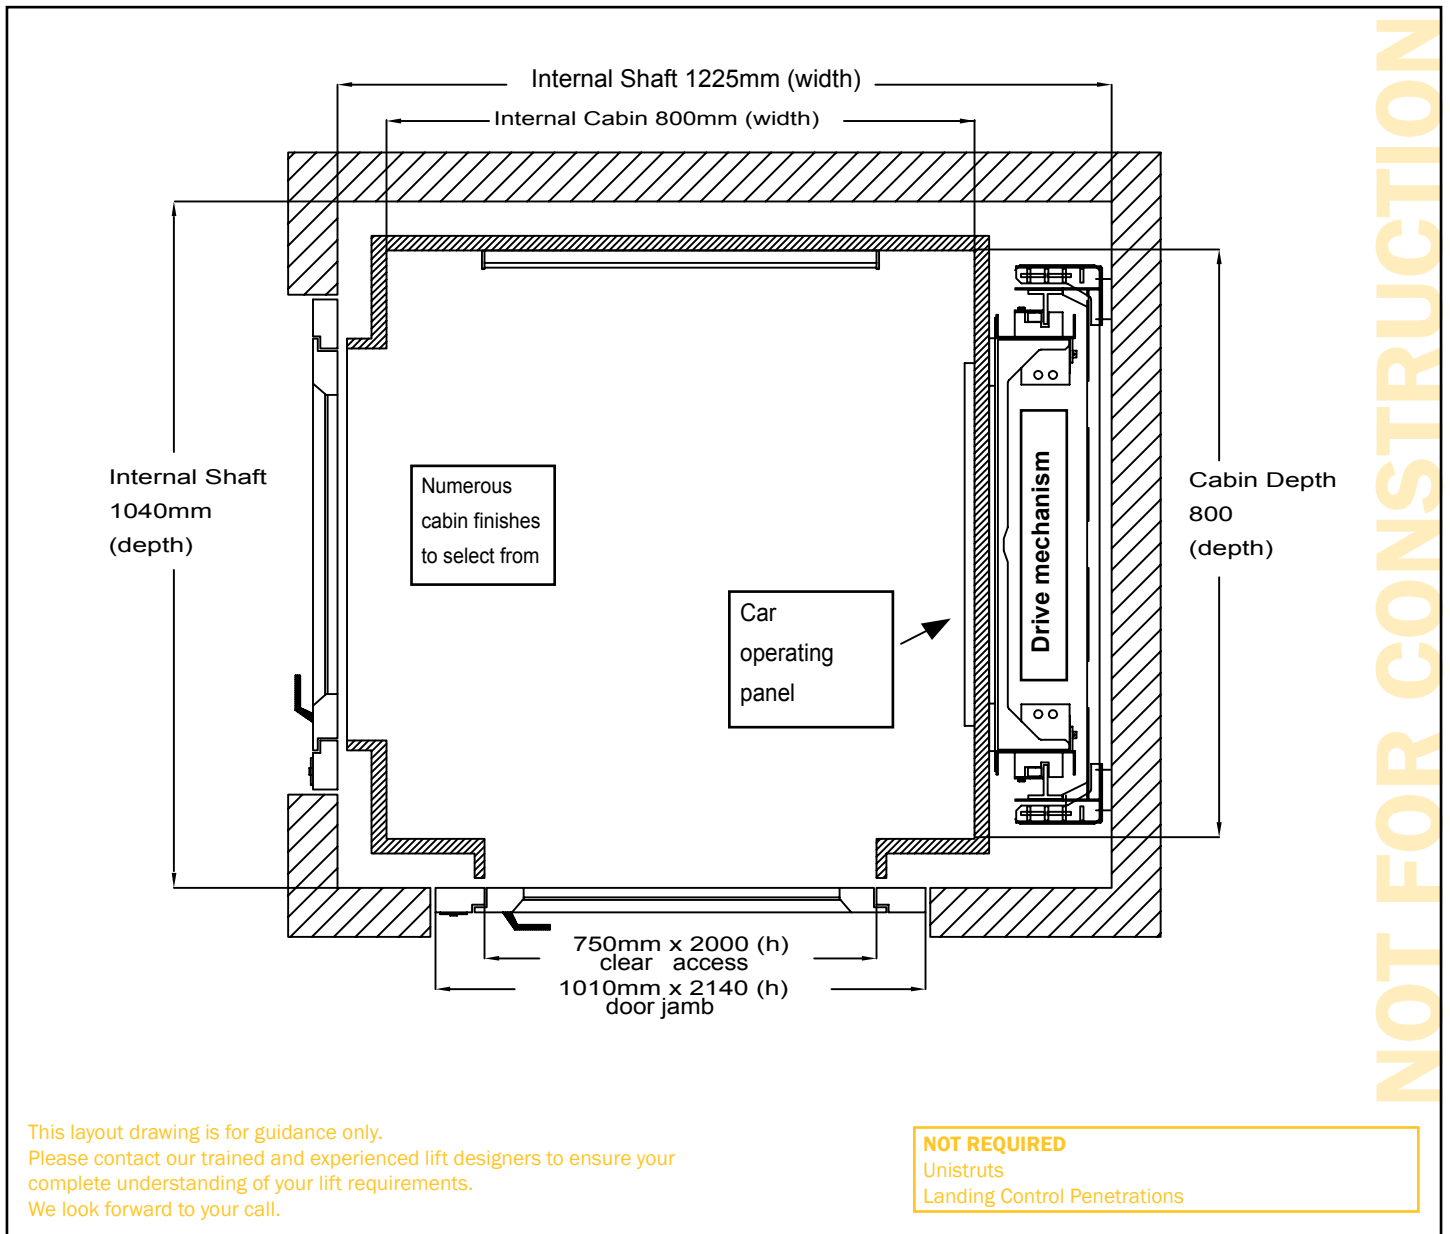 Internal Shaft 1225mm (width)
Internal Cabin 800mm (width)
Internal Shaft
1040mm
(depth)
Numerous
cabin finishes
to select from
Car
operating
panel
Drive mechanism
Cabin Depth
800
(depth)
750mm x 2000 (h)
clear access
1010mm x 2140 (h)
door jamb
NOT FOR CONSTRUCTION
This layout drawing is for guidance only.
Please contact our trained and experienced lift designers to ensure your
complete understanding of your lift requirements.
We look forward to your call.
NOT REQUIRED
Unistruts
Landing Control Penetrations